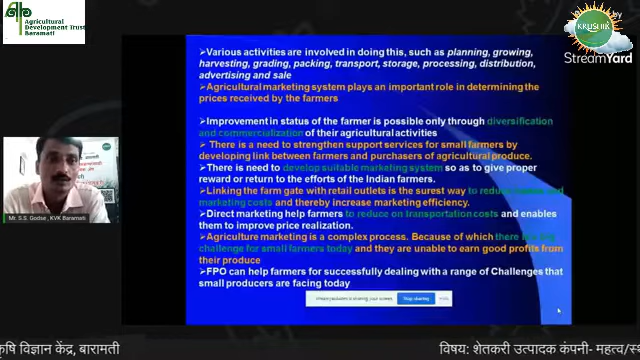 Agricultural
Development Trust
Baramati
KRUSHIK
by
StreamYard
➢Various activities are involved in doing this, such as planning, growing,
harvesting, grading, packing, transport, storage, processing, distribution,
advertising and sale
➢Agricultural marketing system plays an important role in determining the
prices received by the farmers
Improvement in status of the farmer is possible only through diversification
and commercialization of their agricultural activities
➢ There is a need to strengthen support services for small farmers by
developing link between farmers and purchasers of agricultural produce.
➢There is need to develop suitable marketing system so as to give proper
reward or return to the efforts of the Indian farmers.
➢Linking the farm gate with retail outlets is the surest way to reduce and
marketing costs and thereby increase marketing efficiency.
➢Direct marketing help farmers to reduce on transportation costs and enables
them to improve price realization.
➢Agriculture marketing is a complex process. Because of which there
challenge for small farmers today and they are unable to earn good profits from
their produce
➢FPO can help farmers for successfully dealing with a range of Challenges that
small producers are facing today
is sharing your screen. Stop sharing Hide
Mr. S.S. Godse , KVK Baramati
कृषि विज्ञान केंद्र, बारामती
विषय: शेतकरी उत्पादक कंपनी- महत्व/स्थ